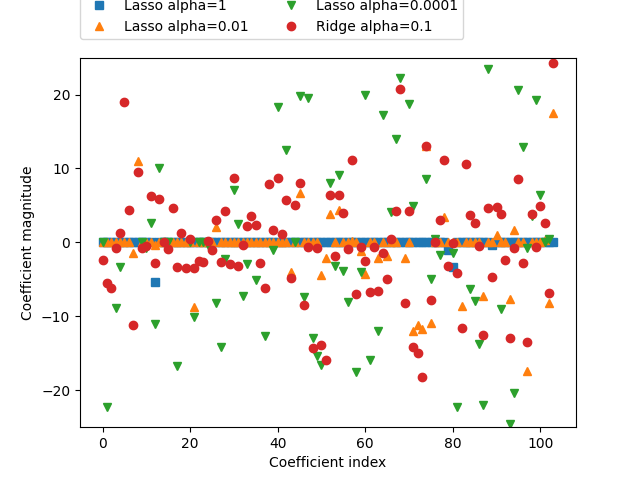 Lasso alpha=1 Lasso alpha=0.0001
Lasso alpha=0.01 Ridge alpha=0.1
20
10
0
−10
−20
Coefficient magnitude
0 20 40 60 80 100
Coefficient index